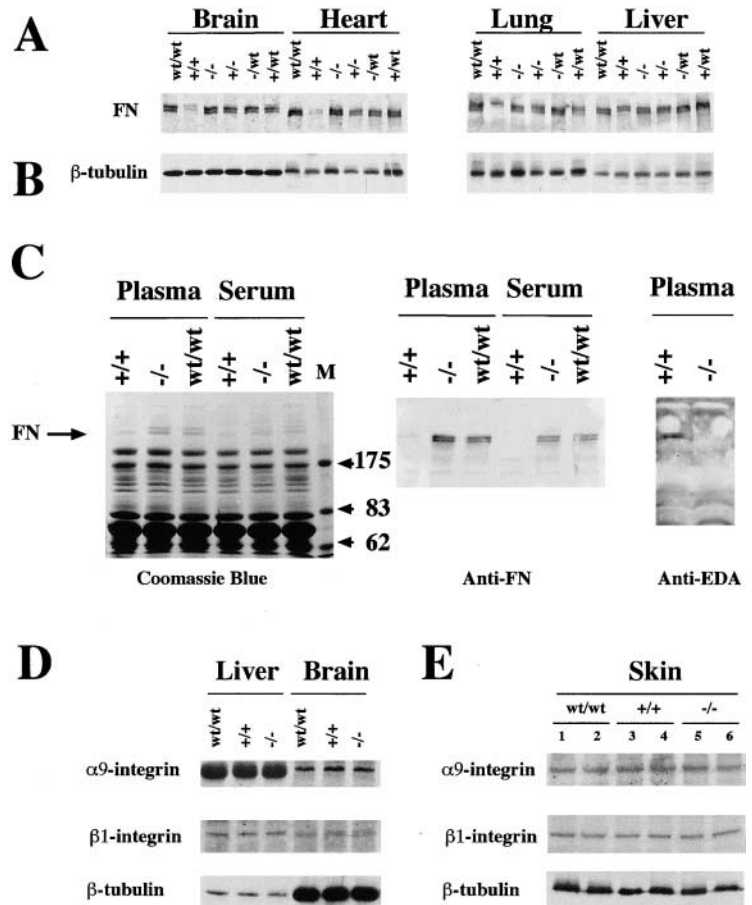 A
Brain Heart Lung Liver
wt/wt +/+ -/- +/- -/wt +/wt wt/wt +/+ -/- +/- -/wt +/wt wt/wt +/+ -/- +/- -/wt +/wt wt/wt +/+ -/- +/- -/wt +/wt
FN
B
β-tubulin
C
Plasma Serum Plasma Serum Plasma
+/+ -/- wt/wt +/+ -/- wt/wt M +/+ -/- wt/wt +/+ -/- wt/wt +/+ -/-
FN
175
83
62
Coomassie Blue Anti-FN Anti-EDA
D
Liver Brain
wt/wt +/+ -/- wt/wt +/+ -/-
α9-integrin
β1-integrin
β-tubulin
E
Skin
wt/wt +/+ -/-
1 2 3 4 5 6
α9-integrin
β1-integrin
β-tubulin